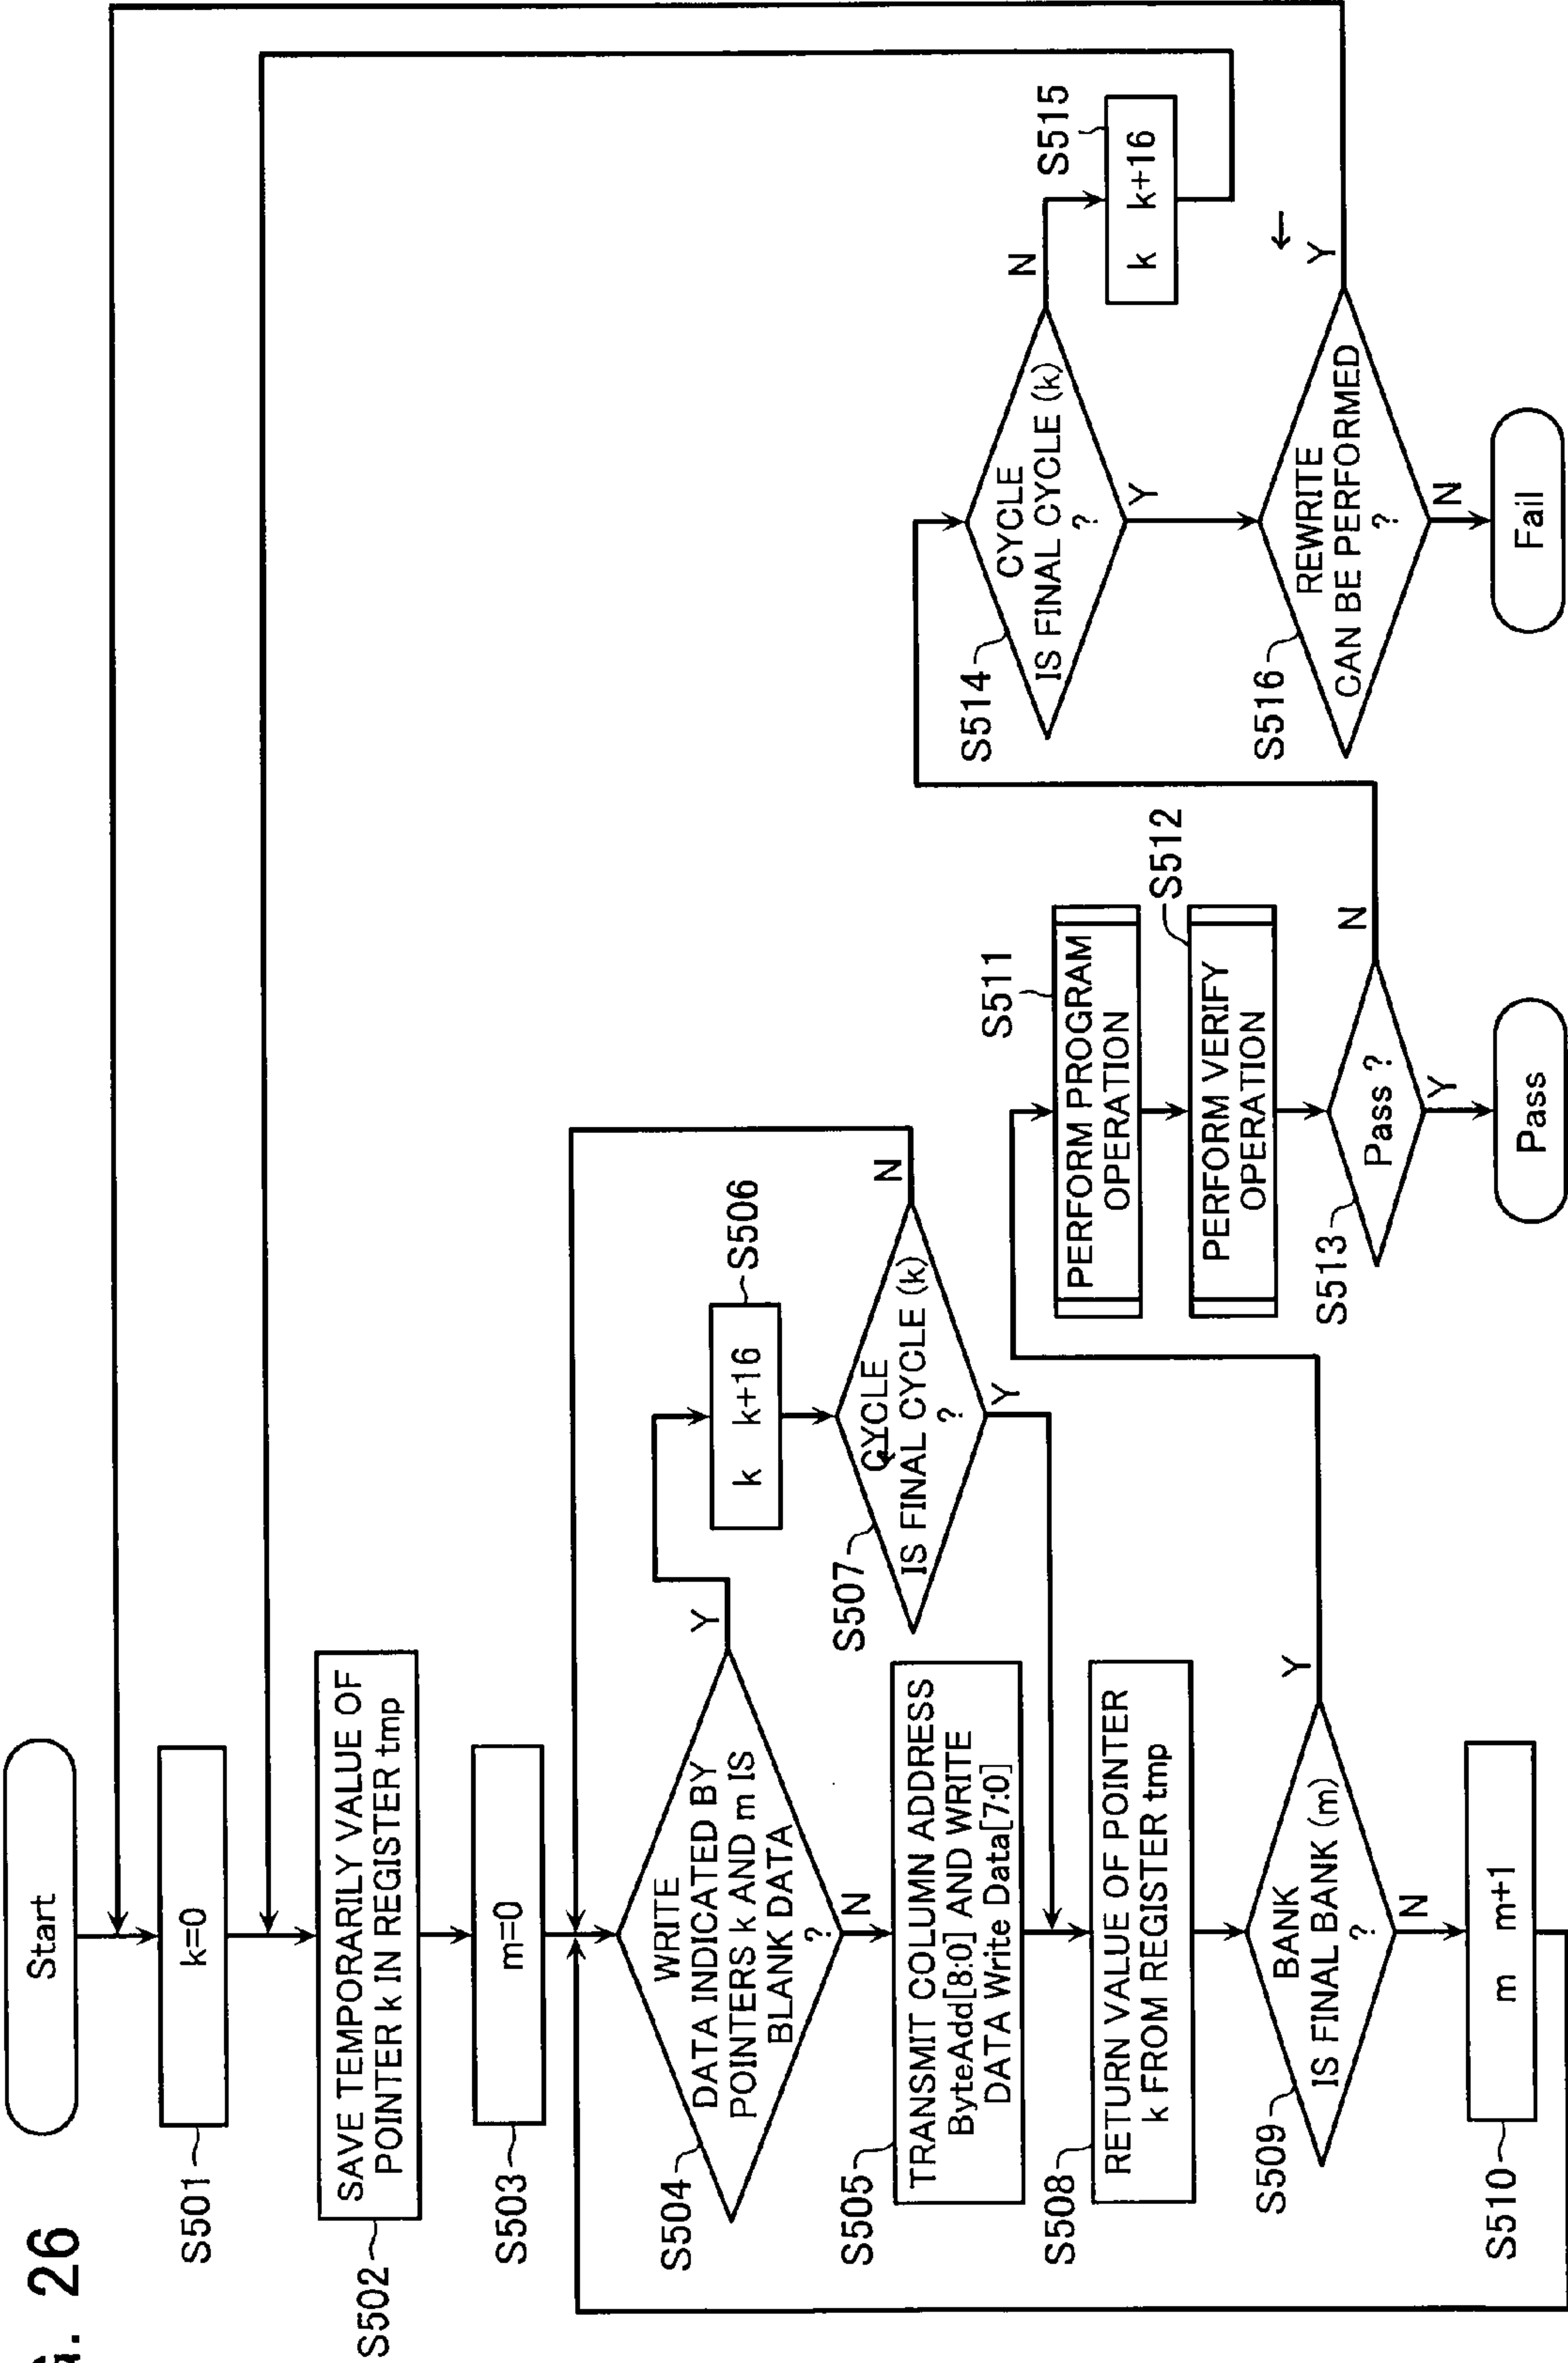 26
Start
S501
k=0
S502
SAVE TEMPORARILY VALUE OF
POINTER k IN REGISTER tmp
S503
m=0
S504
WRITE
DATA INDICATED BY
POINTERS k AND m IS
BLANK DATA
?
Y
N
S505
TRANSMIT COLUMN ADDRESS
ByteAdd[8:0] AND WRITE
DATA Write Data[7:0]
S506
k k+16
S507
CYCLE
IS FINAL CYCLE (k)
?
N
Y
S508
RETURN VALUE OF POINTER
k FROM REGISTER tmp
S509
BANK
IS FINAL BANK (m)
?
Y
N
S510
m m+1
S511
PERFORM PROGRAM
OPERATION
S512
PERFORM VERIFY
OPERATION
S513
Pass ?
N
Y
Pass
S514
CYCLE
IS FINAL CYCLE (k)
?
N
Y
S515
k k+16
←
S516
REWRITE
CAN BE PERFORMED
?
Y
N
Fail